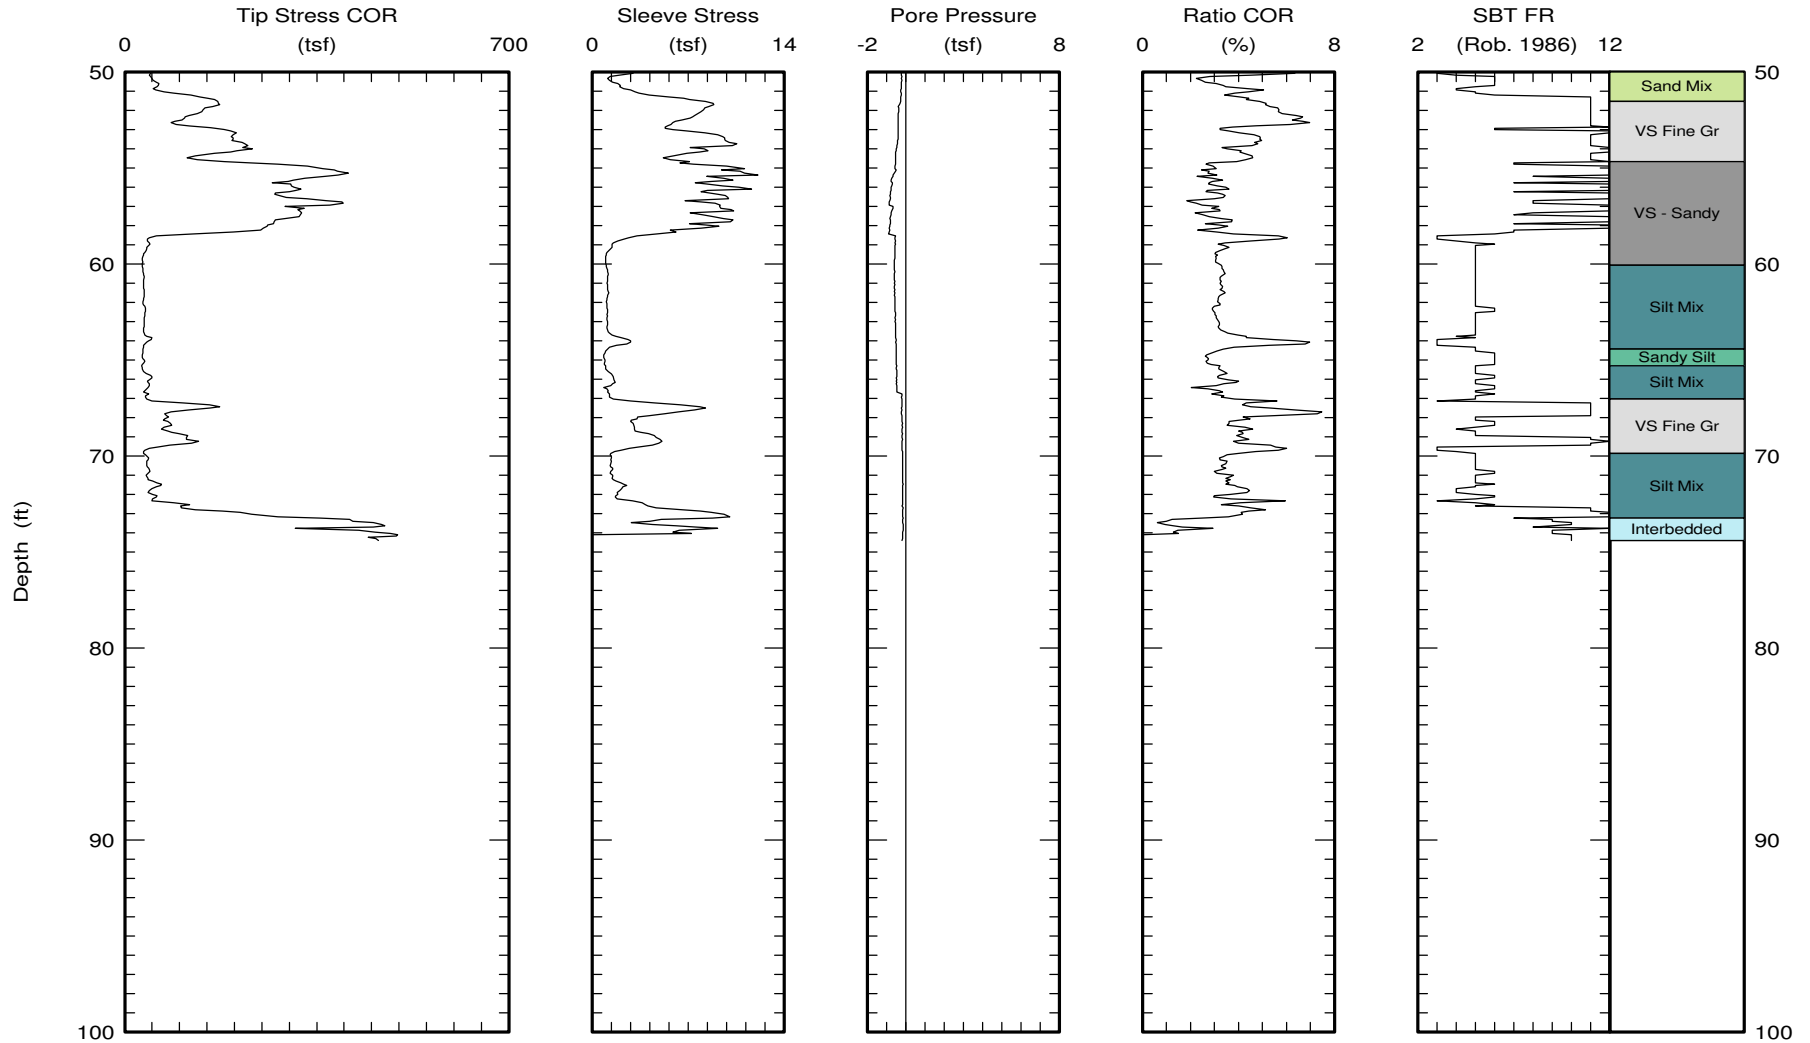 Tip Stress COR Sleeve Stress Pore Pressure Ratio COR SBT FR
0 (tsf) 700 0 (tsf) 14 -2 (tsf) 8 0 (%) 8 2 (Rob. 1986) 12
50 50
Sand Mix
VS Fine Gr
VS - Sandy
60 60
Silt Mix
Sandy Silt
Silt Mix
VS Fine Gr
70 70
Silt Mix
Interbedded
Depth (ft)
80 80
90 90
100 100